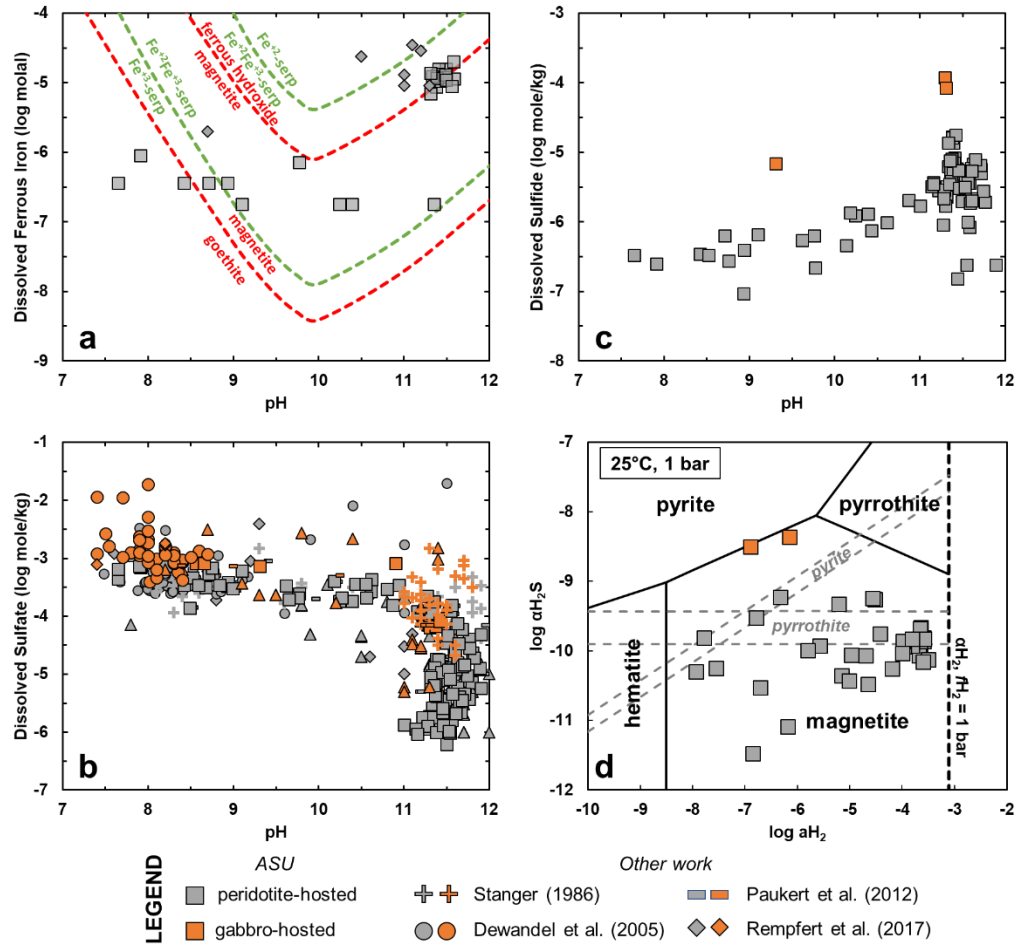 Dissolved Ferrous Iron (log molal)
-4
-5
-6
-7
-8
-9
Fe+2-serp
Fe+2Fe+3-serp
ferrous hydroxide
magnetite
Fe+2Fe+3-serp
Fe+3-serp
magnetite
goethite
a
7 8 9 10 11 12
pH
Dissolved Sulfide (log mole/kg)
-3
-4
-5
-6
-7
-8
c
7 8 9 10 11 12
pH
Dissolved Sulfate (log mole/kg)
-1
-2
-3
-4
-5
-6
-7
b
7 8 9 10 11 12
pH
log αH2S
-7
-8
-9
-10
-11
-12
25°C, 1 bar
pyrite
pyrrothite
pyrite
pyrrothite
hematite
magnetite
αH2, fH2 = 1 bar
d
-10 -9 -8 -7 -6 -5 -4 -3 -2
log aH2
LEGEND
ASU
Other work
peridotite-hosted
Stanger (1986)
Paukert et al. (2012)
gabbro-hosted
Dewandel et al. (2005)
Rempfert et al. (2017)